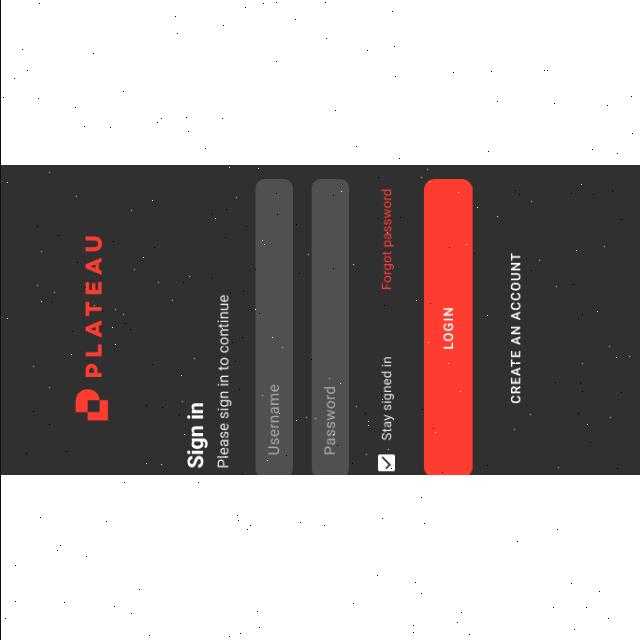 PLATEAU
Sign in
Please sign in to continue
Username
Password
Stay signed in
Forgot password
LOGIN
CREATE AN ACCOUNT